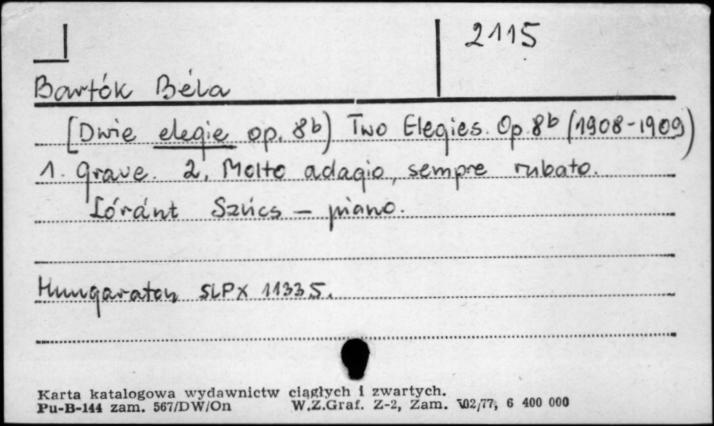 2115
Bartók Béla
[Dwie elegie op. 8b) Two Elegies. Op. 8b (1908-1909)
1. Grave. 2. Molto adagio, sempre rubato.
Lóránt Szűcs – piano.
Hungaraton SLPX 11335.
Karta katalogowa wydawnictw ciągłych i zwartych.
Pu-B-144 zam. 567/DW/On W.Z.Graf. Z-2, Zam. 102/77, 6 400 000